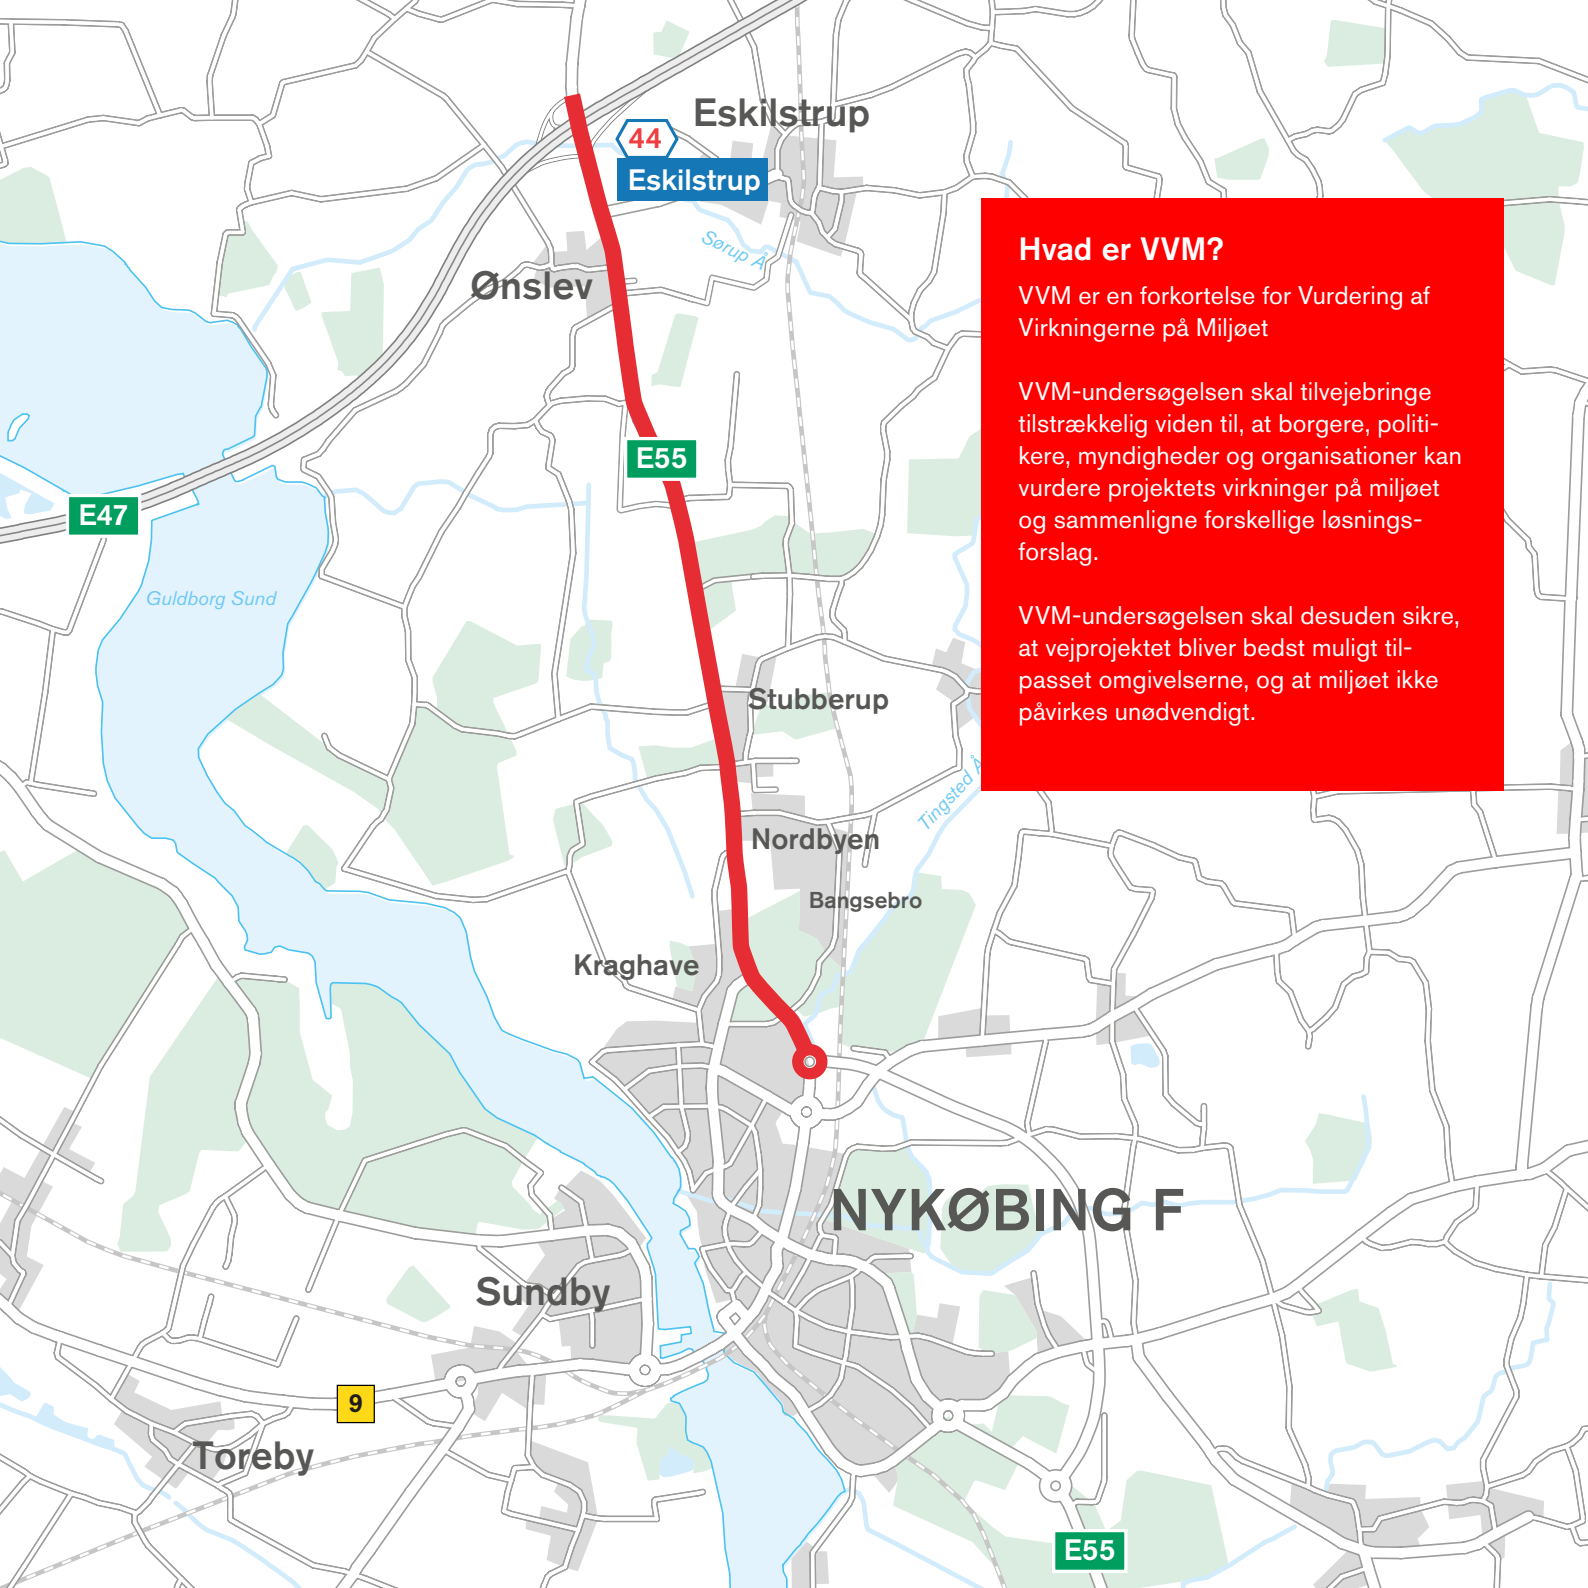 Eskilstrup
44
Eskilstrup
Sørup Å
Ønslev
Hvad er VVM?
VVM er en forkortelse for Vurdering af
Virkningerne på Miljøet
VVM-undersøgelsen skal tilvejebringe
tilstrækkelig viden til, at borgere, politi-
kere, myndigheder og organisationer kan
vurdere projektets virkninger på miljøet
og sammenligne forskellige løsnings-
forslag.
VVM-undersøgelsen skal desuden sikre,
at vejprojektet bliver bedst muligt til-
passet omgivelserne, og at miljøet ikke
påvirkes unødvendigt.
E55
E47
Guldborg Sund
Stubberup
Tingsted Å
Nordbyen
Bangsebro
Kraghave
NYKØBING F
Sundby
9
Toreby
E55